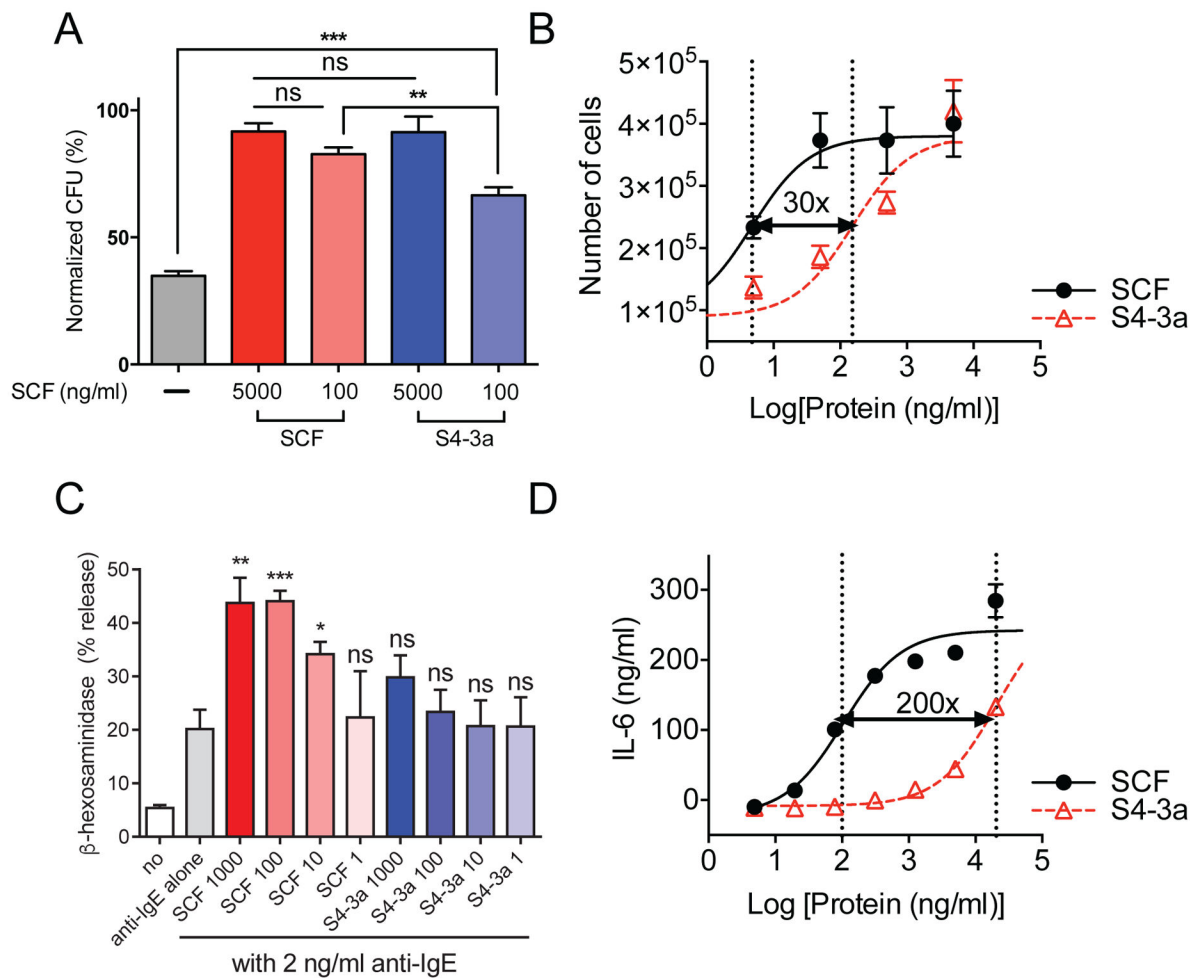 A
***
ns
ns
**
Normalized CFU (%)
100
50
0
SCF (ng/ml)
—
5000
100
5000
100
SCF
S4-3a
B
Number of cells
5×10⁵
4×10⁵
3×10⁵
2×10⁵
1×10⁵
30x
SCF
S4-3a
0
1
2
3
4
5
Log[Protein (ng/ml)]
C
β-hexosaminidase (% release)
50
40
30
20
10
0
**
***
*
ns
ns
ns
ns
ns
no
anti-IgE alone
SCF 1000
SCF 100
SCF 10
SCF 1
S4-3a 1000
S4-3a 100
S4-3a 10
S4-3a 1
with 2 ng/ml anti-IgE
D
IL-6 (ng/ml)
300
200
100
0
200x
SCF
S4-3a
0
1
2
3
4
5
Log [Protein (ng/ml)]